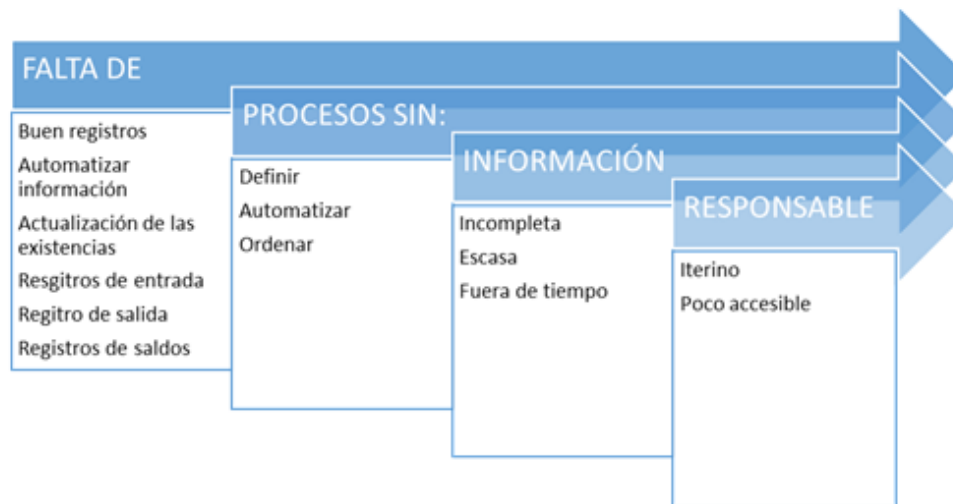 FALTA DE
Buen registros
Automatizar
información
Actualización de las
existencias
Resgitros de entrada
Regitro de salida
Registros de saldos
PROCESOS SIN:
Definir
Automatizar
Ordenar
INFORMACIÓN
Incompleta
Escasa
Fuera de tiempo
RESPONSABLE
Iterino
Poco accesible